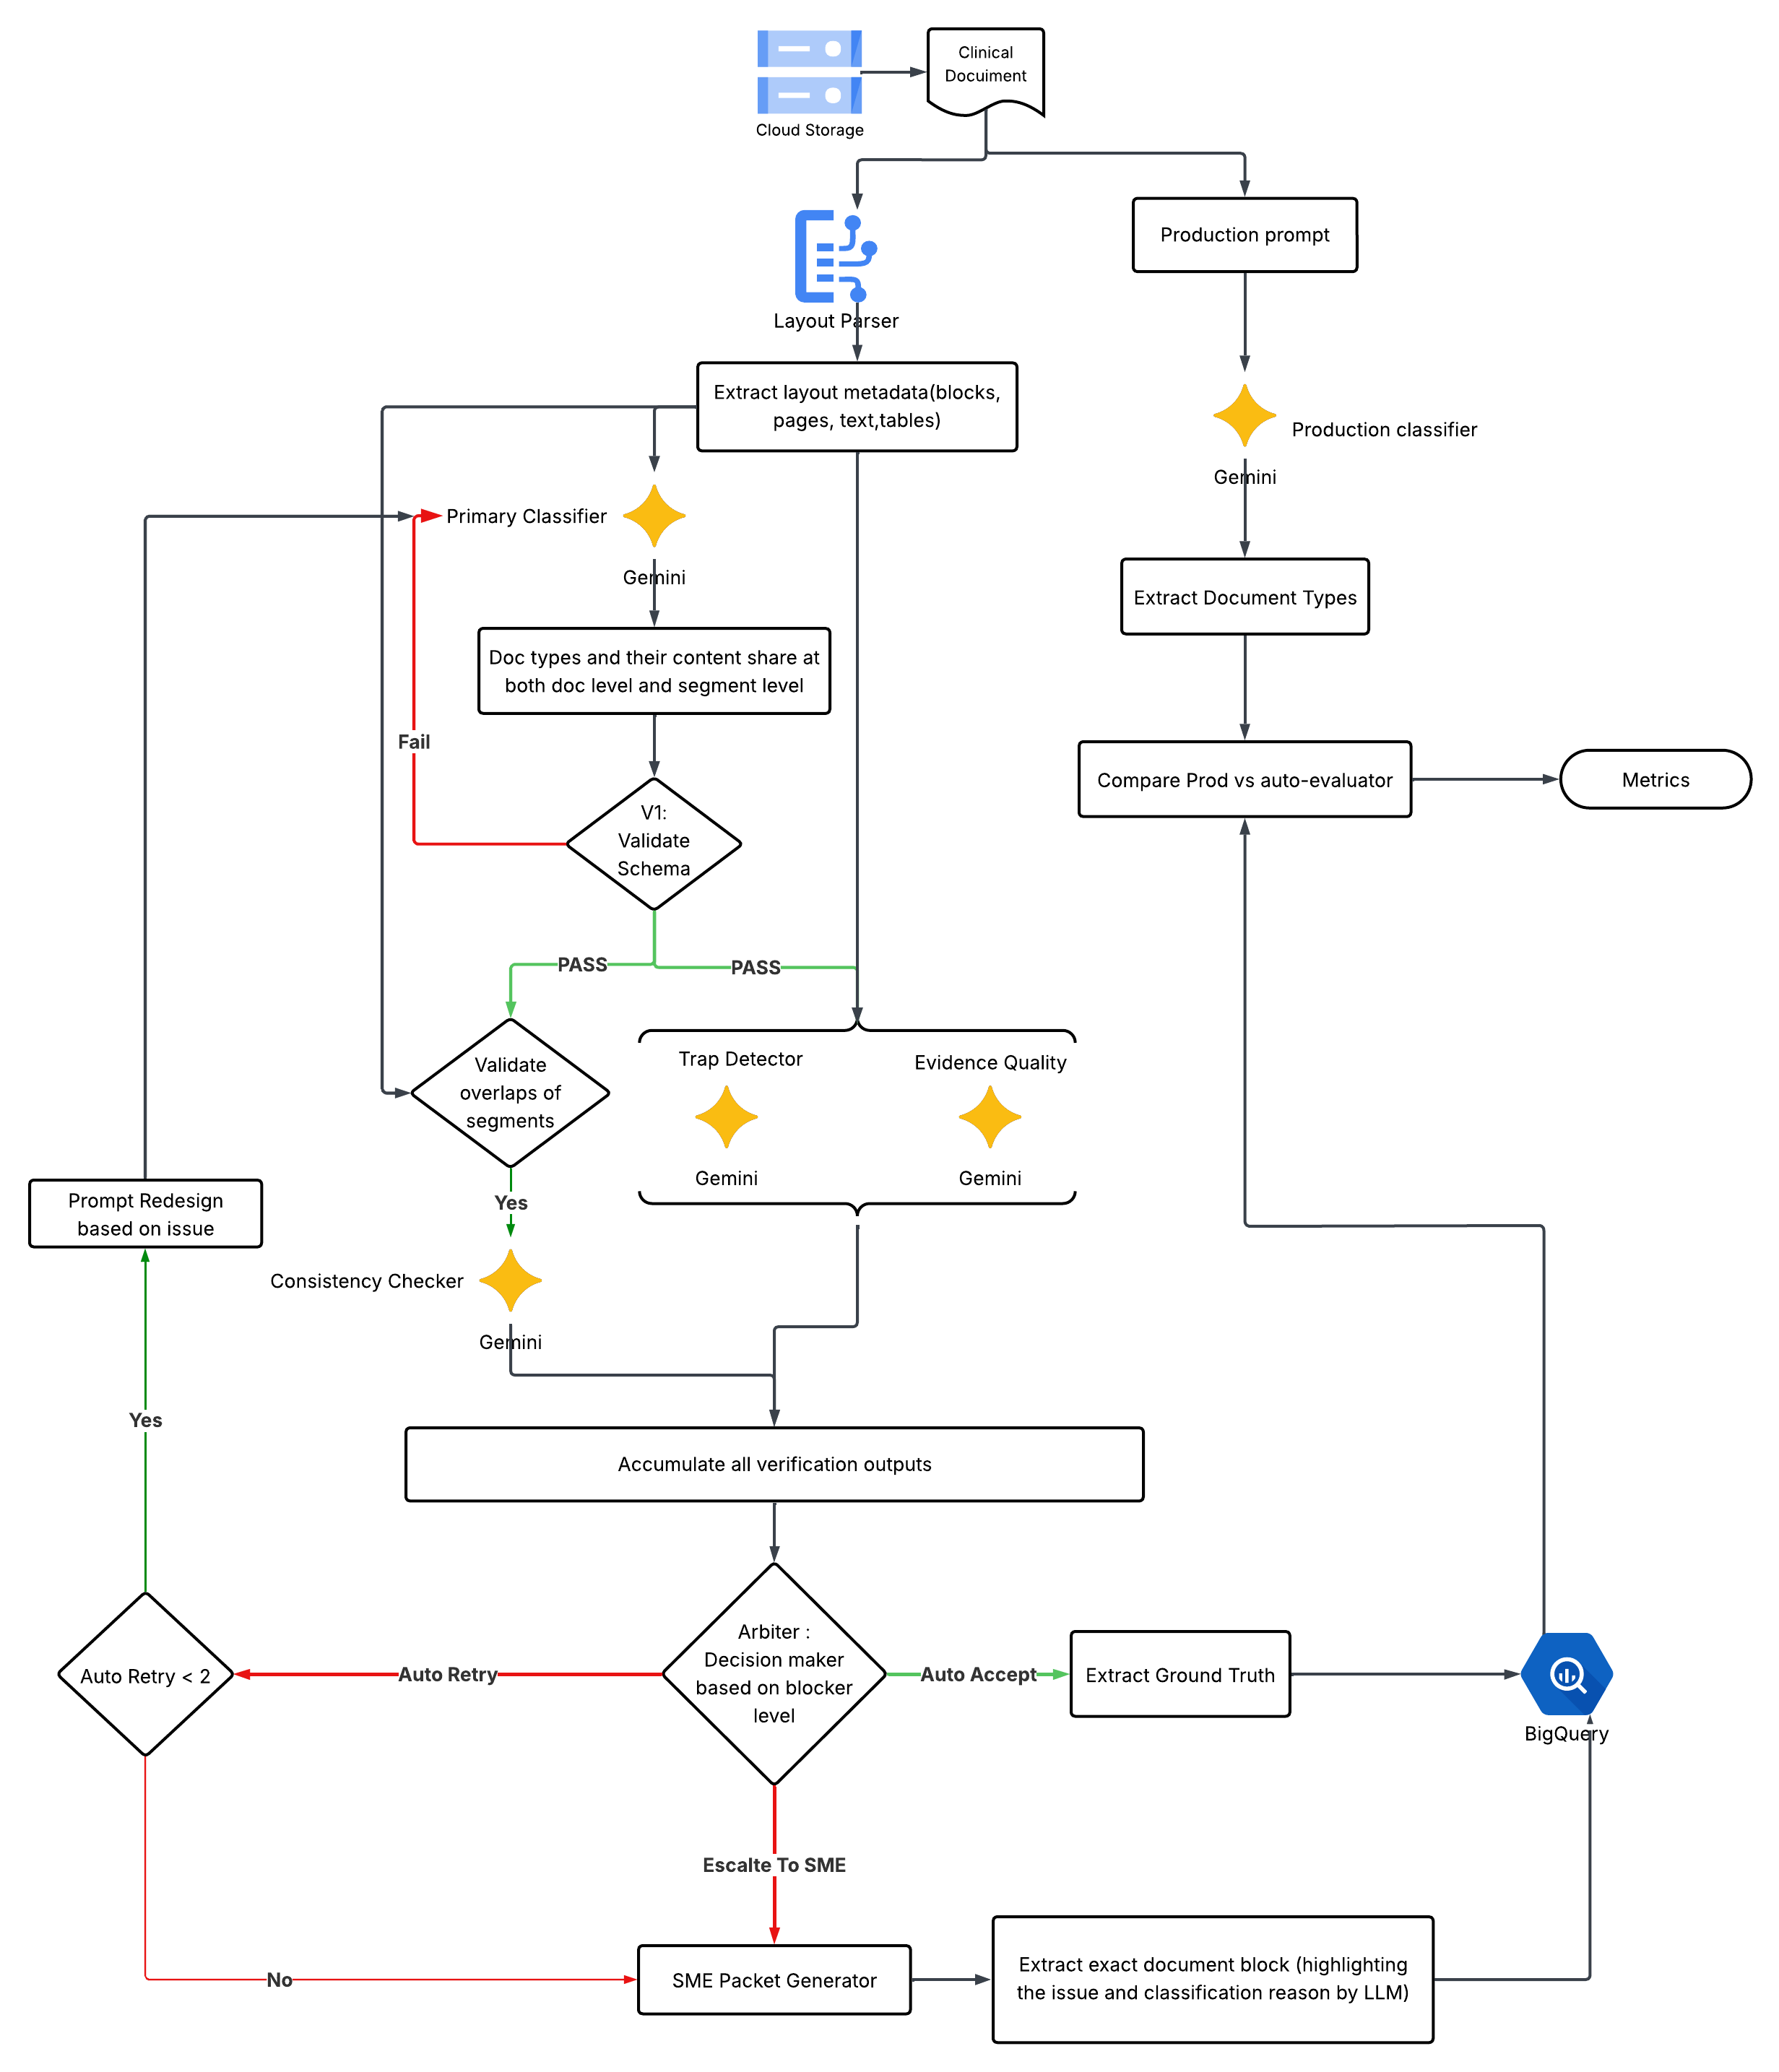 Clinical
Docuiment
Cloud Storage
Production prompt
Layout Parser
Extract layout metadata(blocks,
pages, text,tables)
Production classifier
Gemini
Primary Classifier
Gemini
Extract Document Types
Doc types and their content share at
both doc level and segment level
Fail
Compare Prod vs auto-evaluator
Metrics
V1:
Validate
Schema
PASS
PASS
Validate
overlaps of
segments
Trap Detector
Evidence Quality
Gemini
Gemini
Yes
Prompt Redesign
based on issue
Consistency Checker
Gemini
Yes
Accumulate all verification outputs
Auto Retry < 2
Auto Retry
Arbiter :
Decision maker
based on blocker
level
Auto Accept
Extract Ground Truth
BigQuery
Escalte To SME
No
SME Packet Generator
Extract exact document block (highlighting
the issue and classification reason by LLM)